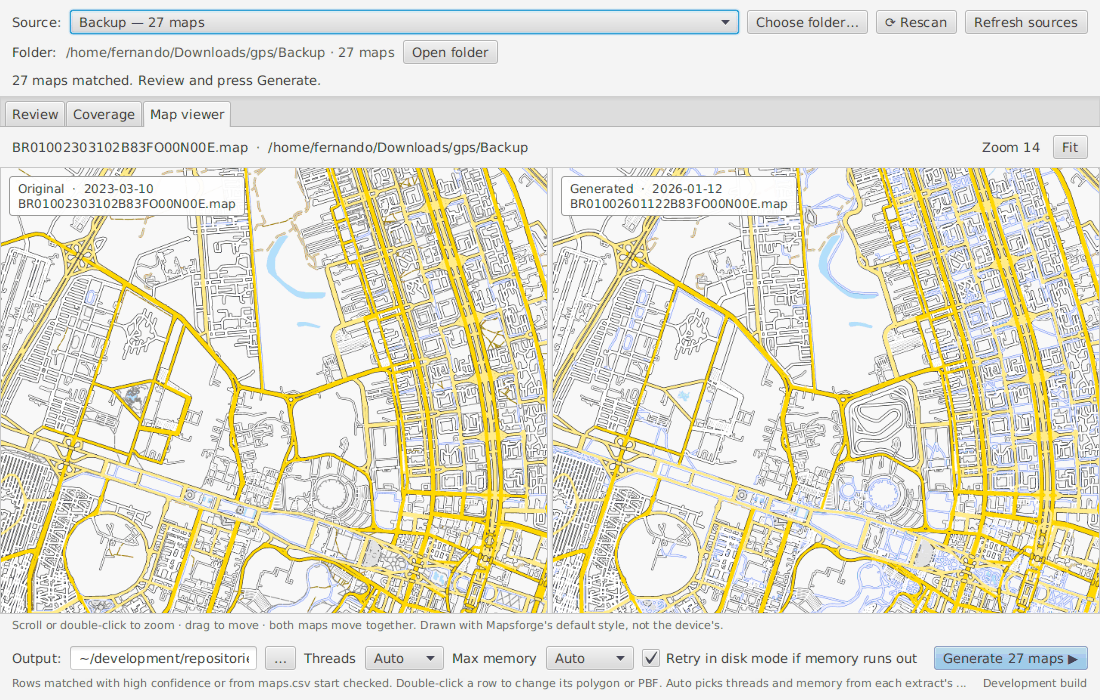 Source: Backup — 27 maps Choose folder... ⟳ Rescan Refresh sources
Folder: /home/fernando/Downloads/gps/Backup · 27 maps Open folder
27 maps matched. Review and press Generate.
Review Coverage Map viewer
BR01002303102B83FO00N00E.map · /home/fernando/Downloads/gps/Backup Zoom 14 Fit
Original · 2023-03-10
BR01002303102B83FO00N00E.map
Generated · 2026-01-12
BR01002601122B83FO00N00E.map
Scroll or double-click to zoom · drag to move · both maps move together. Drawn with Mapsforge's default style, not the device's.
Output: ~/development/repositorie ... Threads Auto Max memory Auto Retry in disk mode if memory runs out Generate 27 maps ▶
Rows matched with high confidence or from maps.csv start checked. Double-click a row to change its polygon or PBF. Auto picks threads and memory from each extract's ... Development build